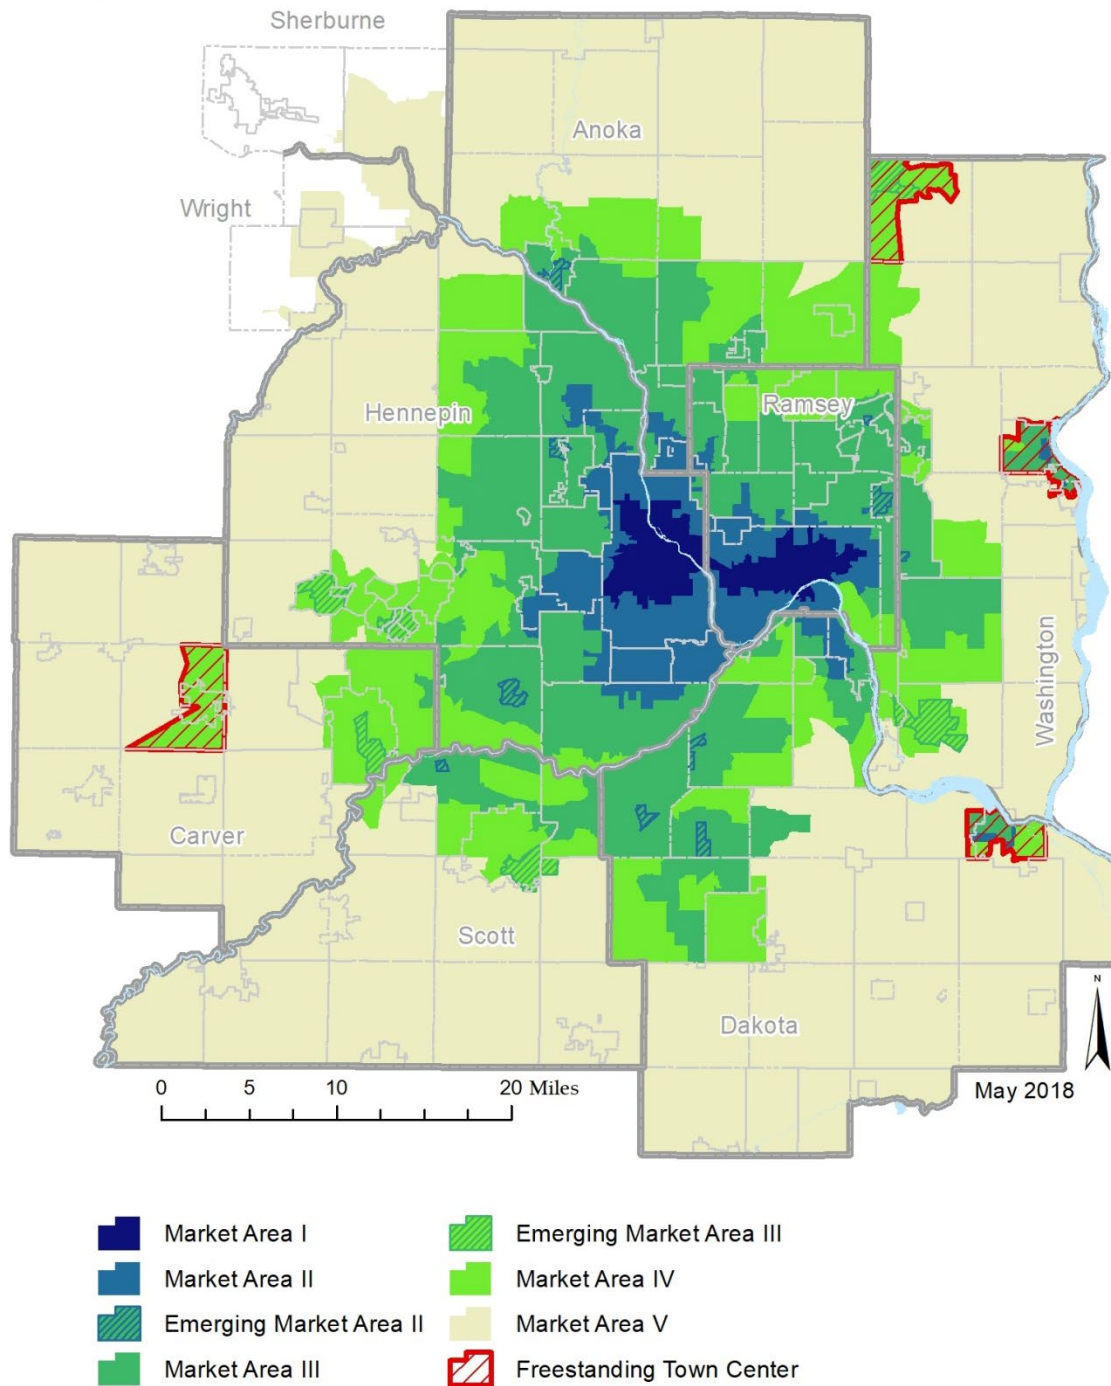 Sherburne
Anoka
Wright
Hennepin
Ramsey
Washington
Carver
Scott
Dakota
N
0 5 10 20 Miles
May 2018
Market Area I
Market Area II
Emerging Market Area II
Market Area III
Emerging Market Area III
Market Area IV
Market Area V
Freestanding Town Center